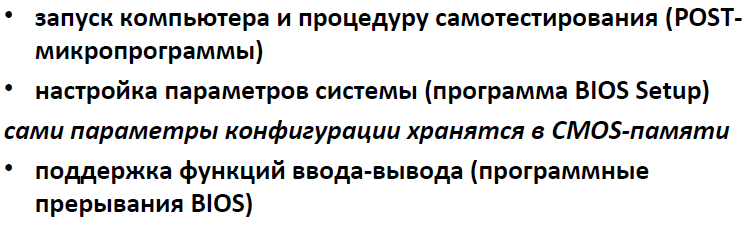 • запуск компьютера и процедуру самотестирования (POST-
микропрограммы)
• настройка параметров системы (программа BIOS Setup)
сами параметры конфигурации хранятся в CMOS-памяти
• поддержка функций ввода-вывода (программные
прерывания BIOS)